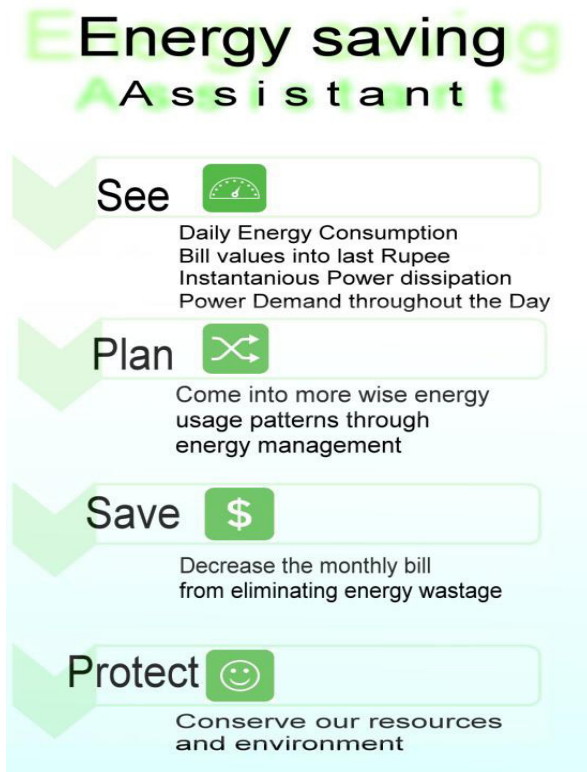 Energy saving
Assistant
See
Daily Energy Consumption
Bill values into last Rupee
Instantanious Power dissipation
Power Demand throughout the Day
Plan
Come into more wise energy
usage patterns through
energy management
Save
$
Decrease the monthly bill
from eliminating energy wastage
Protect
Conserve our resources
and environment